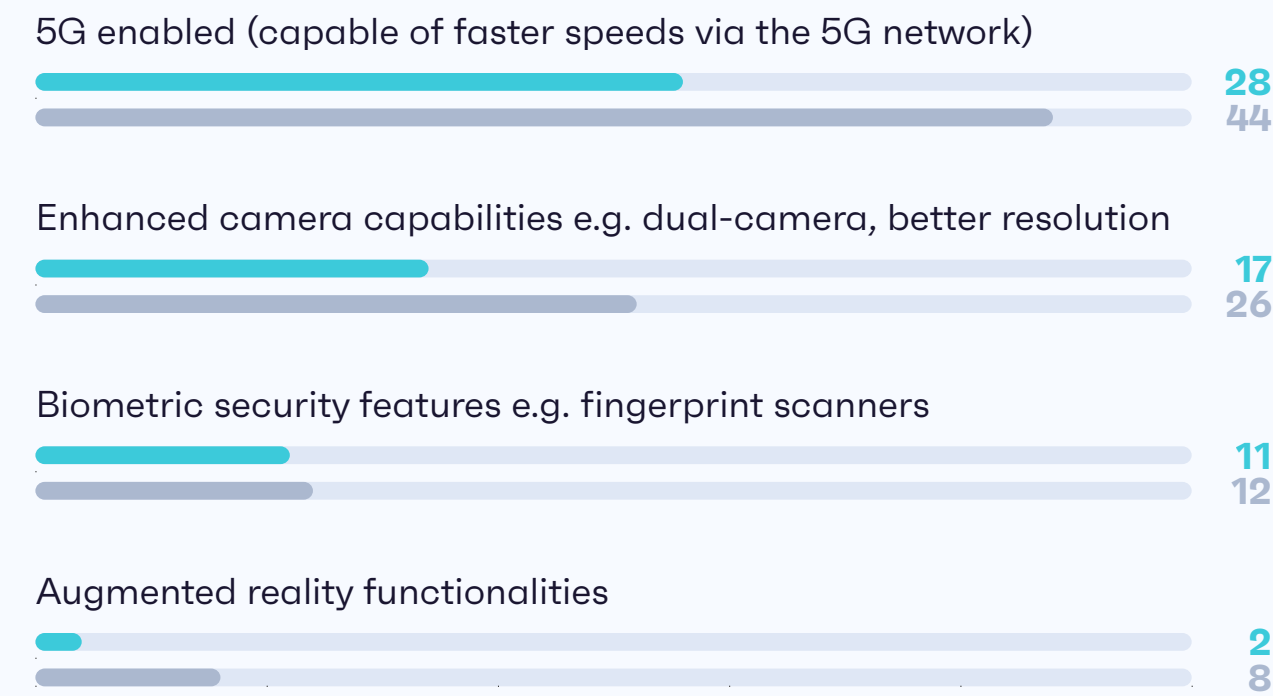 5G enabled (capable of faster speeds via the 5G network)
28
44
Enhanced camera capabilities e.g. dual-camera, better resolution
17
26
Biometric security features e.g. fingerprint scanners
11
12
Augmented reality functionalities
2
8